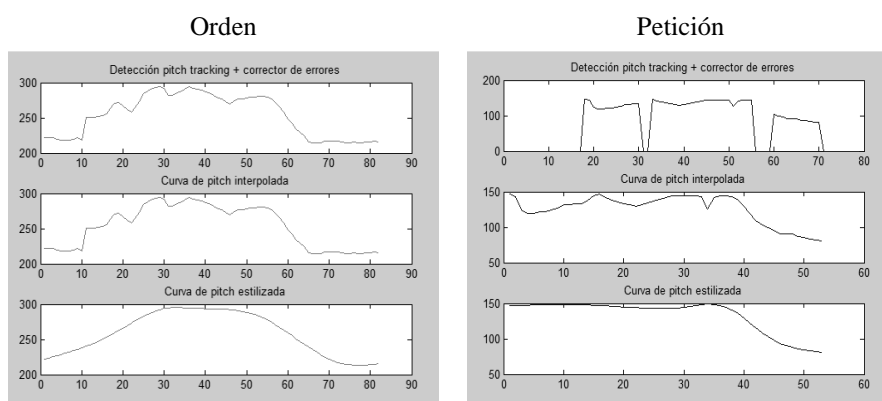 Orden
Petición
Detección pitch tracking + corrector de errores
300
250
200
0 10 20 30 40 50 60 70 80 90
Curva de pitch interpolada
300
250
200
0 10 20 30 40 50 60 70 80 90
Curva de pitch estilizada
300
250
200
0 10 20 30 40 50 60 70 80 90
Detección pitch tracking + corrector de errores
200
100
0
0 10 20 30 40 50 60 70 80
Curva de pitch interpolada
150
100
50
0 10 20 30 40 50 60
Curva de pitch estilizada
150
100
50
0 10 20 30 40 50 60